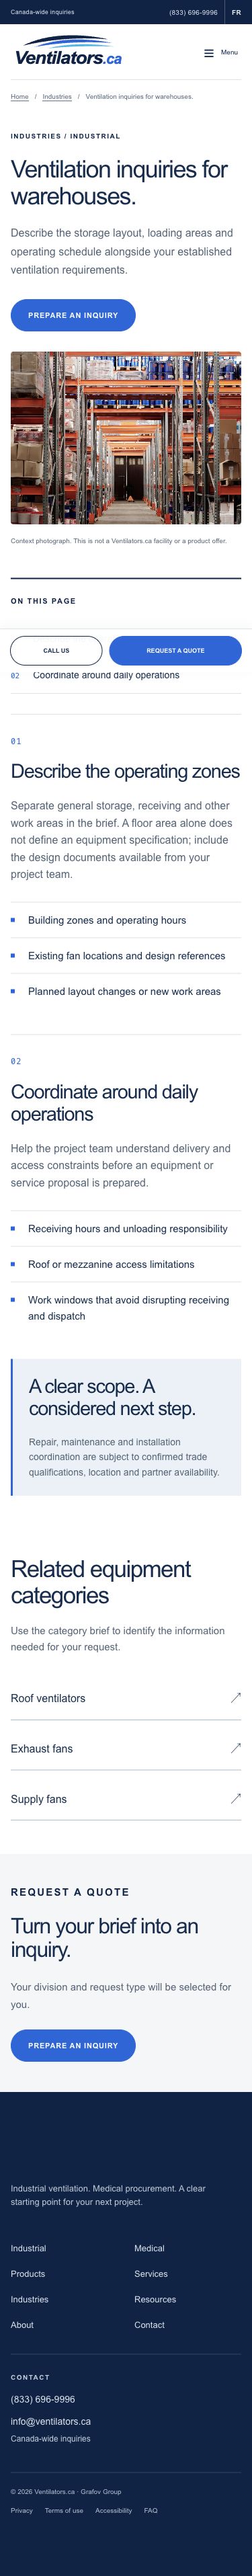 Canada-wide inquiries
(833) 696-9996
FR
Ventilators.ca
Menu
Home / Industries / Ventilation inquiries for warehouses.
INDUSTRIES / INDUSTRIAL
Ventilation inquiries for
warehouses.
Describe the storage layout, loading areas and
operating schedule alongside your established
ventilation requirements.
PREPARE AN INQUIRY
Context photograph. This is not a Ventilators.ca facility or a product offer.
ON THIS PAGE
CALL US
REQUEST A QUOTE
02 Coordinate around daily operations
01
Describe the operating zones
Separate general storage, receiving and other
work areas in the brief. A floor area alone does
not define an equipment specification; include
the design documents available from your
project team.
Building zones and operating hours
Existing fan locations and design references
Planned layout changes or new work areas
02
Coordinate around daily
operations
Help the project team understand delivery and
access constraints before an equipment or
service proposal is prepared.
Receiving hours and unloading responsibility
Roof or mezzanine access limitations
Work windows that avoid disrupting receiving
and dispatch
A clear scope. A
considered next step.
Repair, maintenance and installation
coordination are subject to confirmed trade
qualifications, location and partner availability.
Related equipment
categories
Use the category brief to identify the information
needed for your request.
Roof ventilators
Exhaust fans
Supply fans
REQUEST A QUOTE
Turn your brief into an
inquiry.
Your division and request type will be selected for
you.
PREPARE AN INQUIRY
Industrial ventilation. Medical procurement. A clear
starting point for your next project.
Industrial
Medical
Products
Services
Industries
Resources
About
Contact
CONTACT
(833) 696-9996
info@ventilators.ca
Canada-wide inquiries
© 2026 Ventilators.ca · Grafov Group
Privacy
Terms of use
Accessibility
FAQ